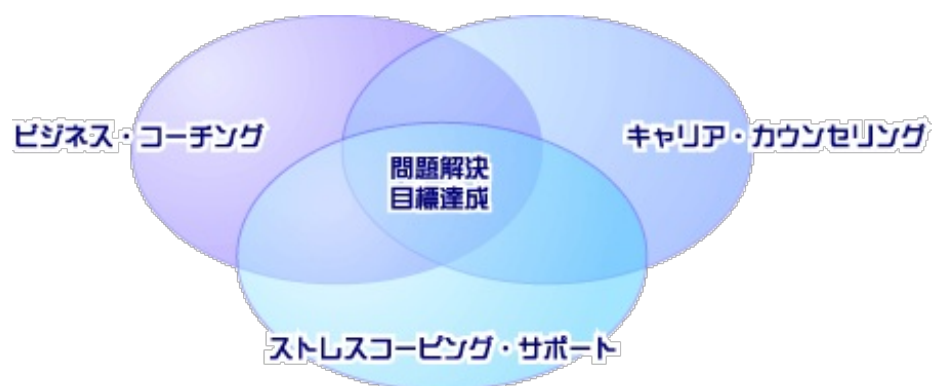 ビジネス・コーチング
キャリア・カウンセリング
問題解決
目標達成
ストレスコーピング・サポート